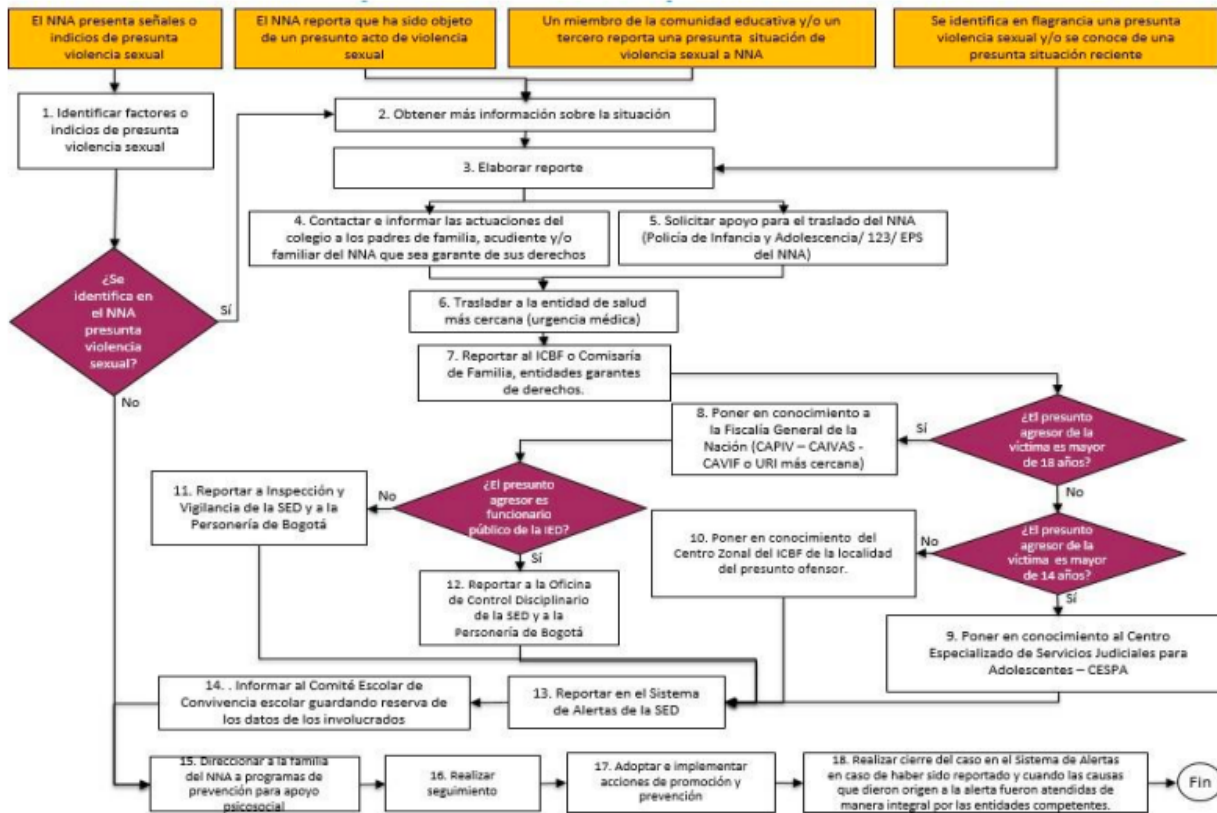 El NNA presenta señales o
indicios de presunta
violencia sexual
El NNA reporta que ha sido objeto
de un presunto acto de violencia
sexual
Un miembro de la comunidad educativa y/o un
tercero reporta una presunta situación de
violencia sexual a NNA
Se identifica en flagrancia una presunta
violencia sexual y/o se conoce de una
presunta situación reciente
1. Identificar factores o
indicios de presunta
violencia sexual
2. Obtener más información sobre la situación
3. Elaborar reporte
4. Contactar e informar las actuaciones del
colegio a los padres de familia, acudiente y/o
familiar del NNA que sea garante de sus derechos
5. Solicitar apoyo para el traslado del NNA
(Policía de Infancia y Adolescencia/ 123/ EPS
del NNA)
¿Se
identifica en
el NNA
presunta
violencia
sexual?
Sí
No
6. Trasladar a la entidad de salud
más cercana (urgencia médica)
7. Reportar al ICBF o Comisaría
de Familia, entidades garantes
de derechos.
¿El presunto
agresor de la
víctima es mayor
de 18 años?
Sí
No
8. Poner en conocimiento a
la Fiscalía General de la
Nación (CAPIV – CAIVAS -
CAVIF o URI más cercana)
¿El presunto
agresor es
funcionario
público de la IED?
No
Sí
11. Reportar a Inspección y
Vigilancia de la SED y a la
Personería de Bogotá
10. Poner en conocimiento del
Centro Zonal del ICBF de la localidad
del presunto ofensor.
¿El presunto
agresor de la
víctima es mayor
de 14 años?
No
Sí
12. Reportar a la Oficina
de Control Disciplinario
de la SED y a la
Personería de Bogotá
9. Poner en conocimiento al Centro
Especializado de Servicios Judiciales para
Adolescentes – CESPA
14. . Informar al Comité Escolar de
Convivencia escolar guardando reserva de
los datos de los involucrados
13. Reportar en el Sistema
de Alertas de la SED
15. Direccionar a la familia
del NNA a programas de
prevención para apoyo
psicosocial
16. Realizar
seguimiento
17. Adoptar e implementar
acciones de promoción y
prevención
18. Realizar cierre del caso en el Sistema de Alertas
en caso de haber sido reportado y cuando las causas
que dieron origen a la alerta fueron atendidas de
manera integral por las entidades competentes.
Fin